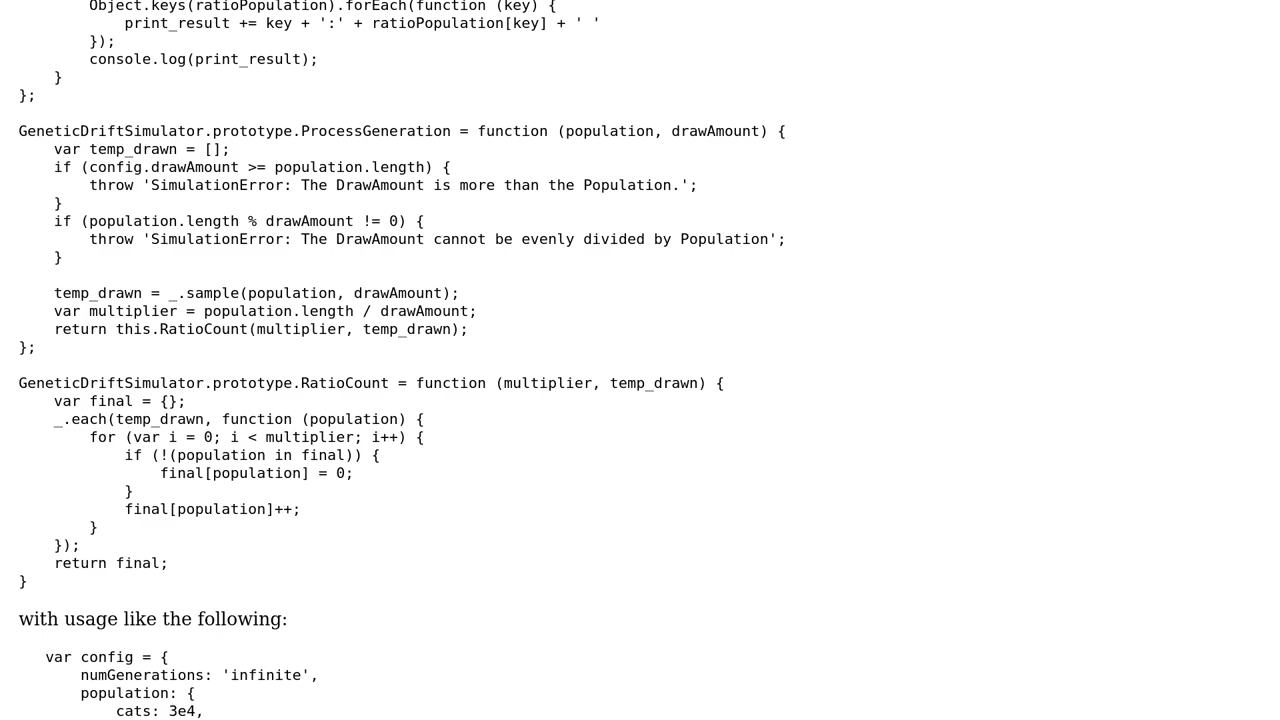 Object.keys(ratioPopulation).forEach(function (key) {
            print_result += key + ':' + ratioPopulation[key] + ' '
        });
        console.log(print_result);
    }
};

GeneticDriftSimulator.prototype.ProcessGeneration = function (population, drawAmount) {
    var temp_drawn = [];
    if (config.drawAmount >= population.length) {
        throw 'SimulationError: The DrawAmount is more than the Population.';
    }
    if (population.length % drawAmount != 0) {
        throw 'SimulationError: The DrawAmount cannot be evenly divided by Population';
    }

    temp_drawn = _.sample(population, drawAmount);
    var multiplier = population.length / drawAmount;
    return this.RatioCount(multiplier, temp_drawn);
};

GeneticDriftSimulator.prototype.RatioCount = function (multiplier, temp_drawn) {
    var final = {};
    _.each(temp_drawn, function (population) {
        for (var i = 0; i < multiplier; i++) {
            if (!(population in final)) {
                final[population] = 0;
            }
            final[population]++;
        }
    });
    return final;
}

with usage like the following:

   var config = {
       numGenerations: 'infinite',
       population: {
           cats: 3e4,